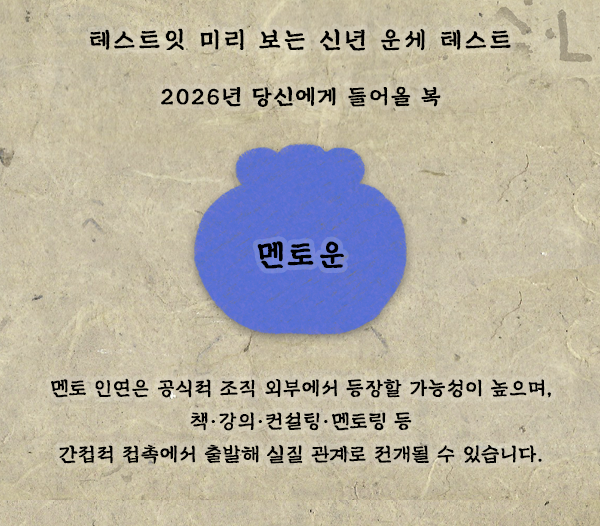 테스트잇 미리 보는 신년 운세 테스트
2026년 당신에게 들어올 복
멘토운
멘토 인연은 공식적 조직 외부에서 등장할 가능성이 높으며,
책·강의·컨설팅·멘토링 등
간접적 접촉에서 출발해 실질 관계로 전개될 수 있습니다.